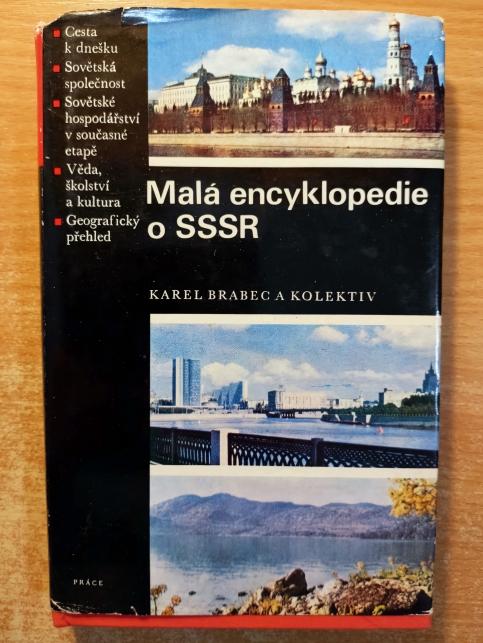 Cesta
k dnešku
Sovětská
společnost
Sovětské
hospodářství
v současné
etapě
Věda,
školství
a kultura
Geografický
přehled
Malá encyklopedie
o SSSR
KAREL BRABEC A KOLEKTIV
PRÁCE